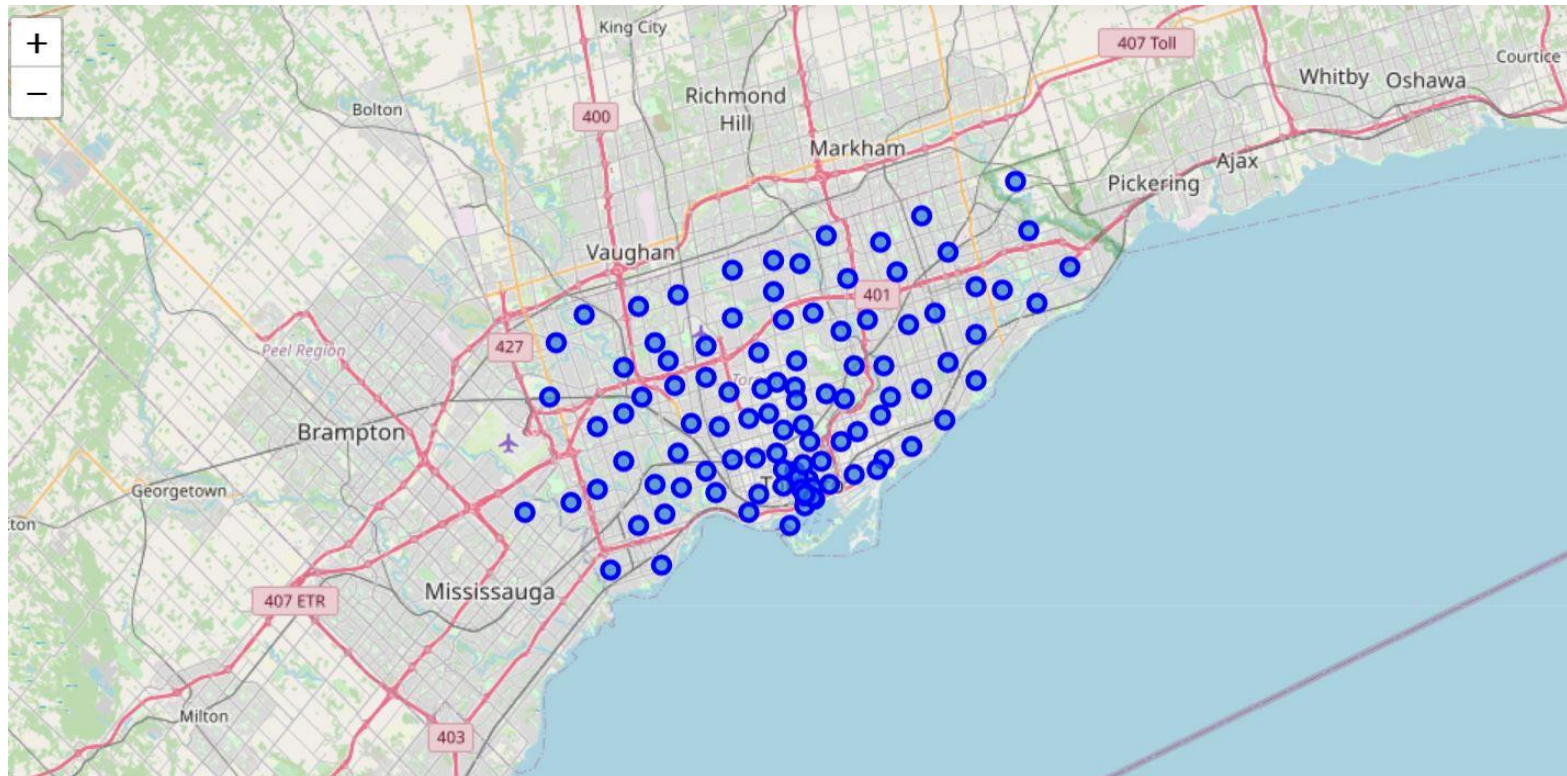 +
−
King City
407 Toll
Courtice
Whitby
Oshawa
Bolton
Richmond
Hill
400
Markham
Ajax
Pickering
Vaughan
401
427
Peel Region
Brampton
Georgetown
Mississauga
407 ETR
Milton
403